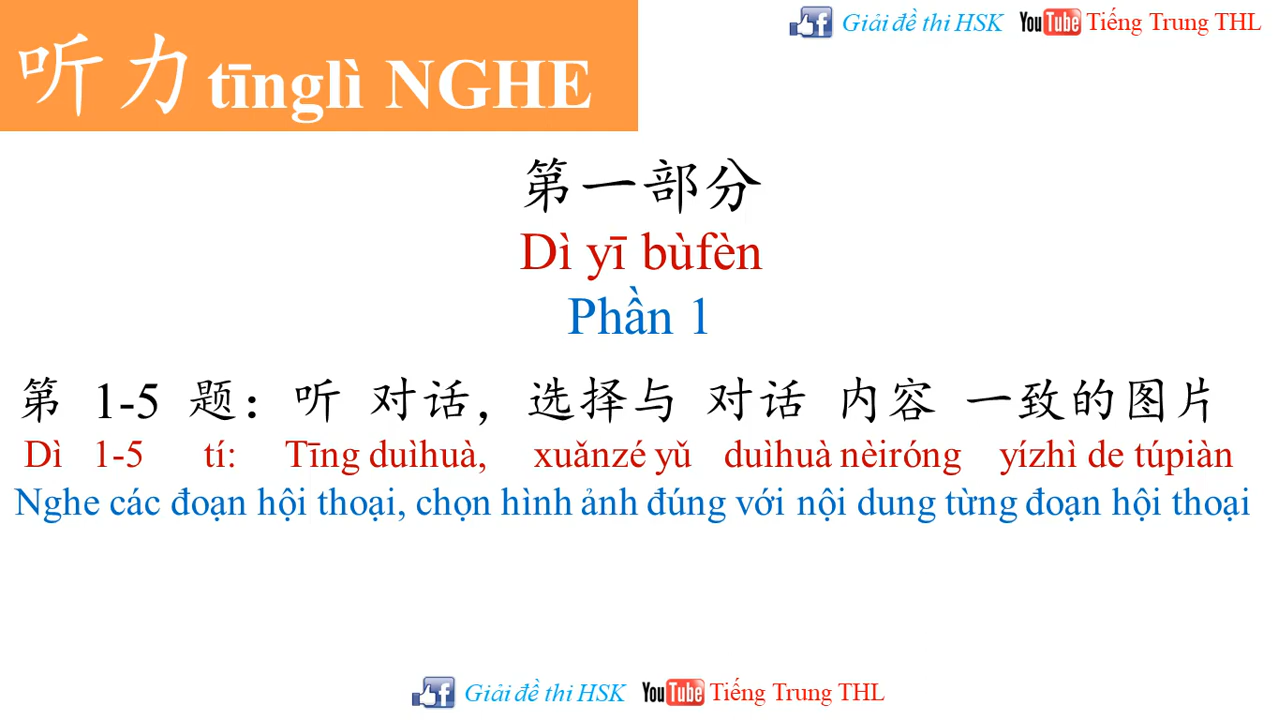 Giải đề thi HSK YouTube Tiếng Trung THL
听力 tīnglì NGHE
第一部分
Dì yī bùfèn
Phần 1
第 1-5 题：听 对话，选择与 对话 内容 一致的图片
Dì 1-5 tí: Tīng duìhuà, xuǎnzé yǔ duìhuà nèiróng yízhì de túpiàn
Nghe các đoạn hội thoại, chọn hình ảnh đúng với nội dung từng đoạn hội thoại
Giải đề thi HSK YouTube Tiếng Trung THL